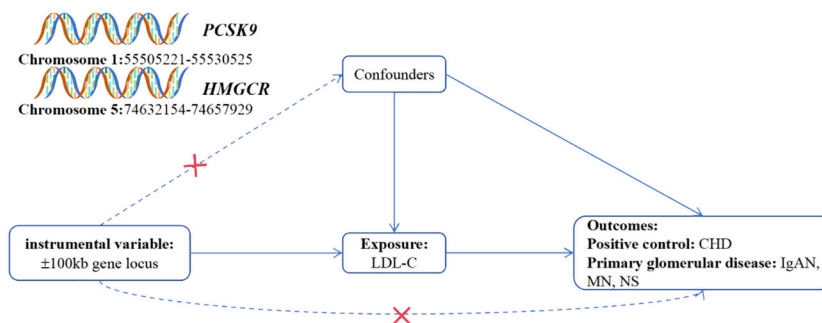 PCSK9
Chromosome 1:55505221-55530525
HMGCR
Chromosome 5:74632154-74657929
Confounders
instrumental variable:
±100kb gene locus
Exposure:
LDL-C
Outcomes:
Positive control: CHD
Primary glomerular disease: IgAN,
MN, NS